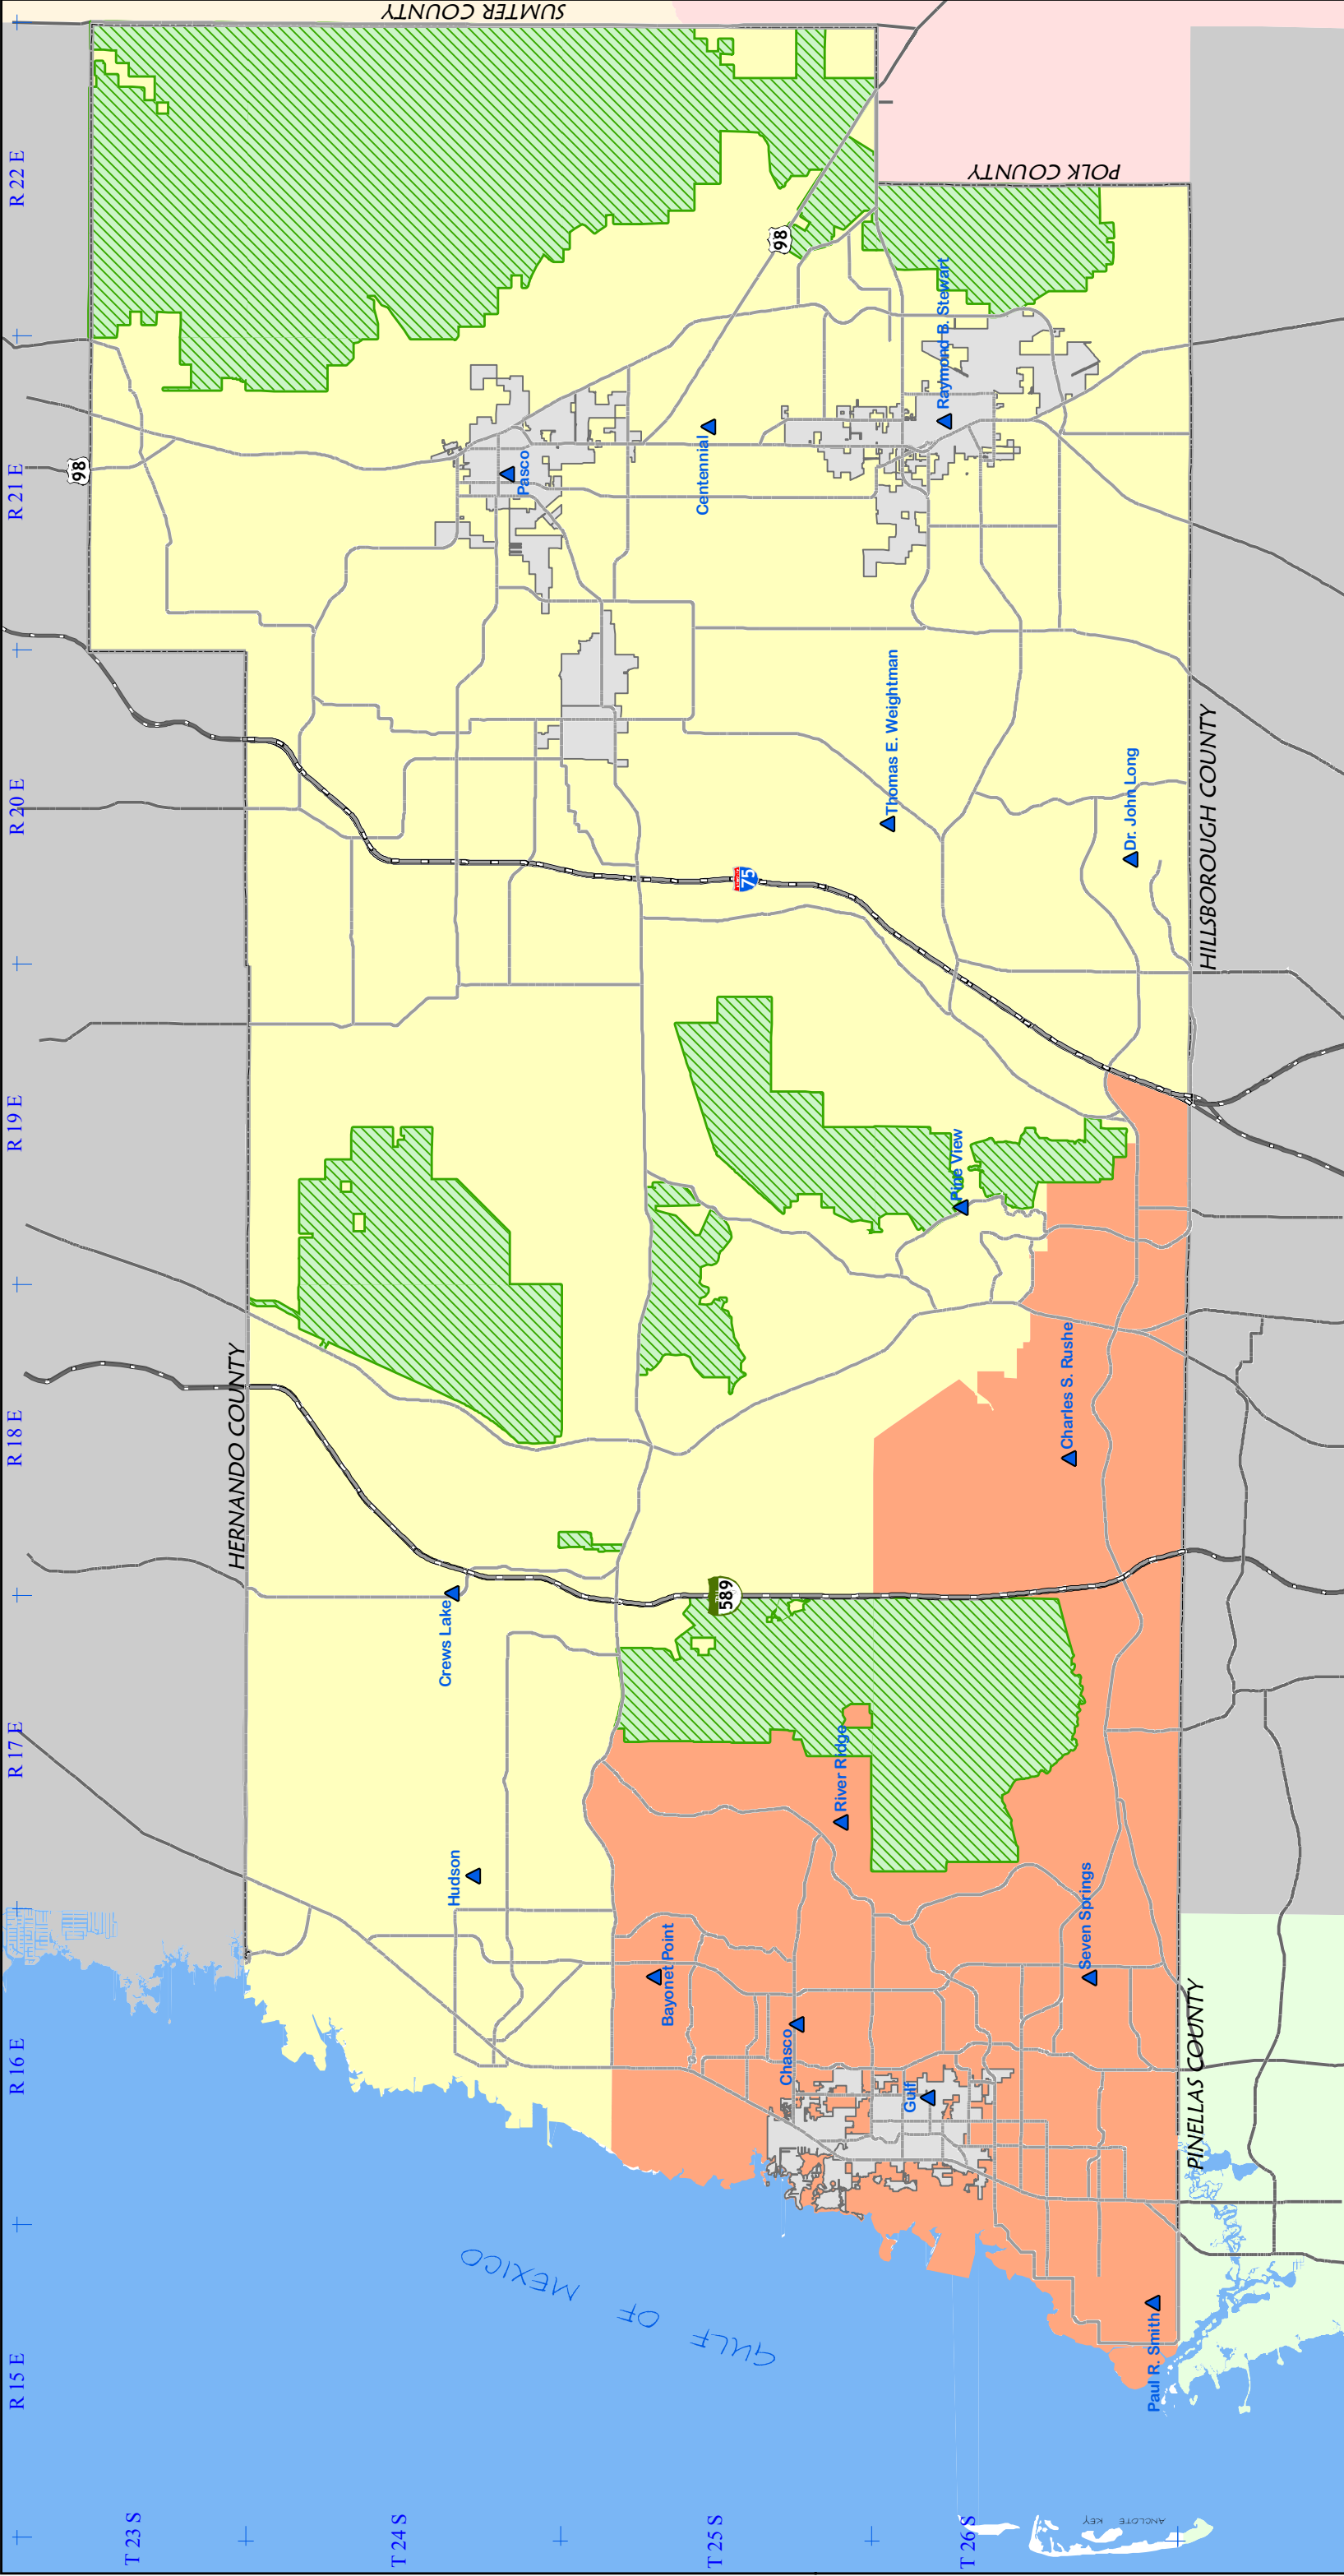 SUMTER COUNTY
R 22 E
POLK COUNTY
98
Raymond B. Stewart
98
R 21 E
Pasco
Centennial
Thomas E. Weightman
R 20 E
Dr. John Long
HILLSBOROUGH COUNTY
75
R 19 E
Pine View
Charles S. Rushe
HERNANDO COUNTY
R 18 E
589
Crews Lake
R 17 E
River Ridge
Hudson
Seven Springs
Bayonet Point
Chasco
Gulf
R 16 E
PINELLAS COUNTY
GULF OF MEXICO
Paul R. Smith
R 15 E
T 23 S
T 24 S
T 25 S
T 26 S
ANCLOTE KEY